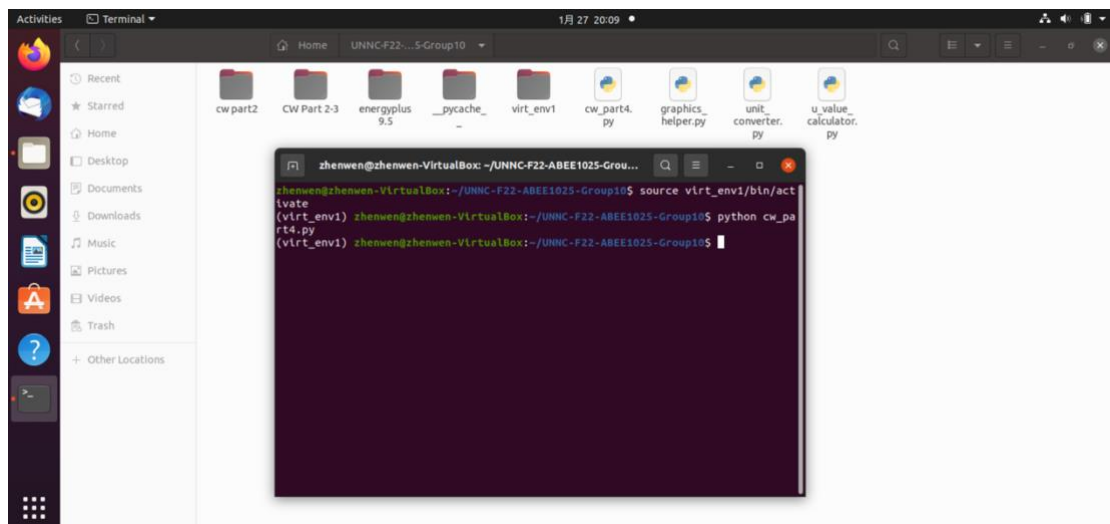 Activities
Terminal
1月 27 20:09
Home
UNNC-F22-...5-Group10
Recent
Starred
Home
Desktop
Documents
Downloads
Music
Pictures
Videos
Trash
+ Other Locations
cw part2
CW Part 2-3
energyplus
9.5
__pycache_
_
virt_env1
cw_part4.
py
graphics_
helper.py
unit_
converter.
py
u_value_
calculator.
py
zhenwen@zhenwen-VirtualBox: ~/UNNC-F22-ABEE1025-Grou...
zhenwen@zhenwen-VirtualBox:~/UNNC-F22-ABEE1025-Group10$ source virt_env1/bin/act
ivate
(virt_env1) zhenwen@zhenwen-VirtualBox:~/UNNC-F22-ABEE1025-Group10$ python cw_pa
rt4.py
(virt_env1) zhenwen@zhenwen-VirtualBox:~/UNNC-F22-ABEE1025-Group10$